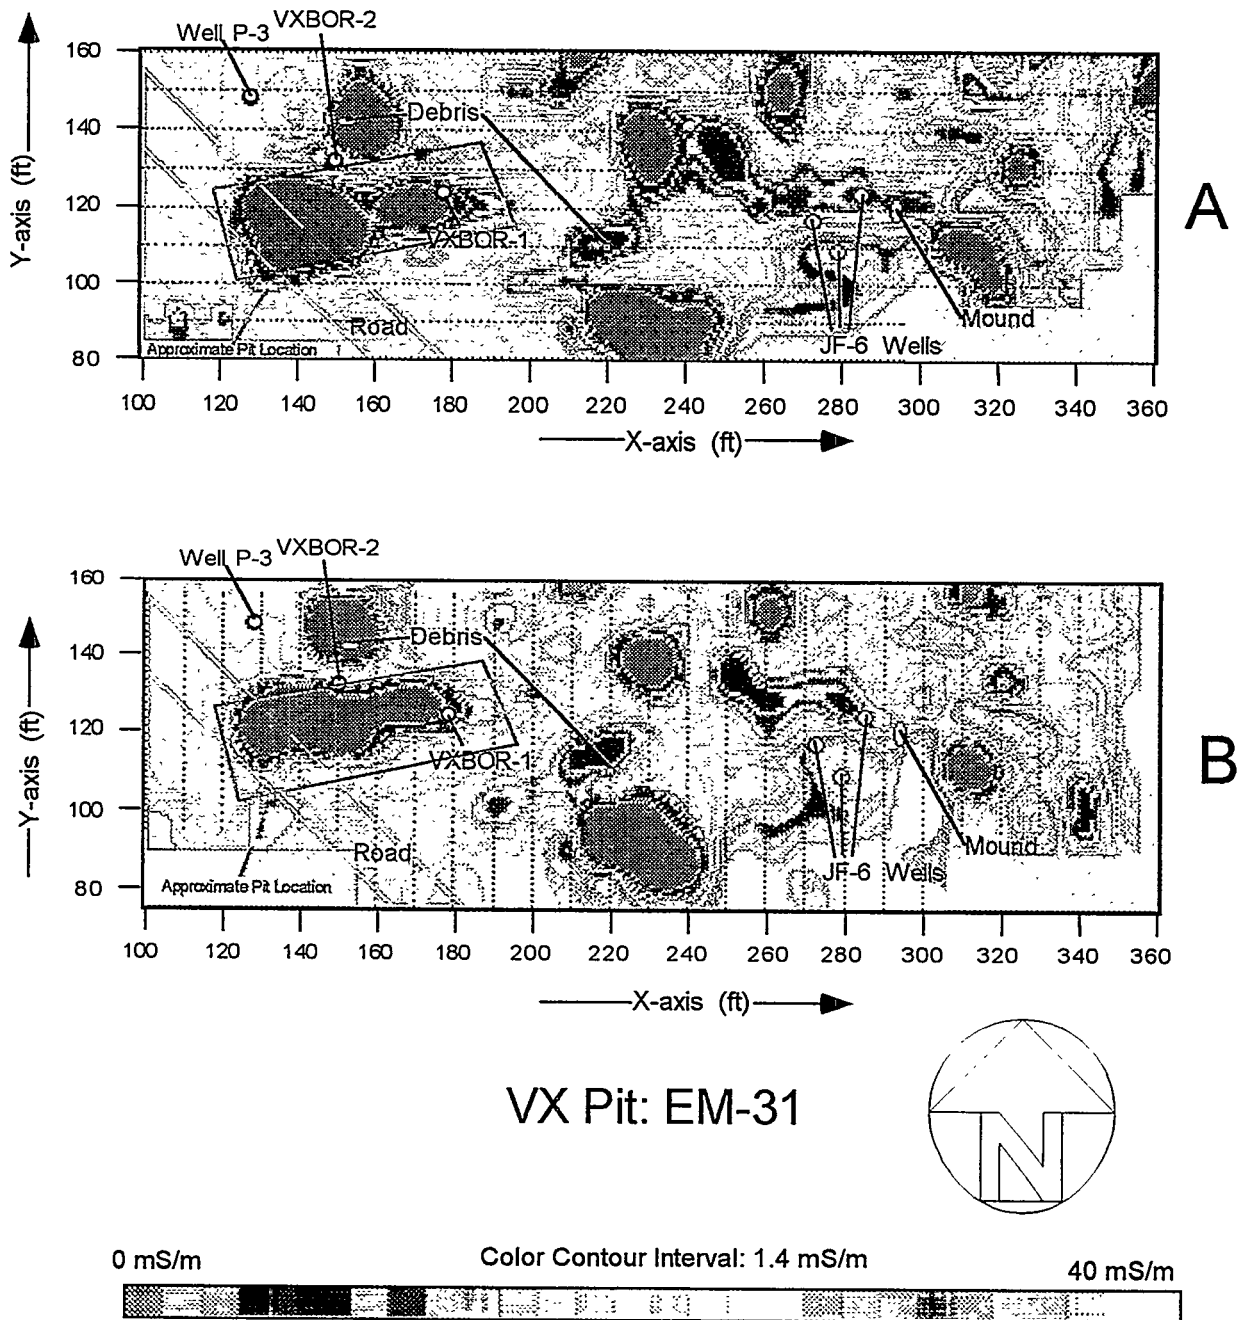 Well P-3
VXBOR-2
160
140
120
100
80
Y-axis (ft)
Debris
VXBOR-1
Road
Approximate Pit Location
JF-6 Wells
Mound
A
100 120 140 160 180 200 220 240 260 280 300 320 340 360
X-axis (ft)
Well P-3
VXBOR-2
160
140
120
100
80
Y-axis (ft)
Debris
VXBOR-1
Road
Approximate Pit Location
JF-6 Wells
Mound
B
100 120 140 160 180 200 220 240 260 280 300 320 340 360
X-axis (ft)
VX Pit: EM-31
N
0 mS/m
Color Contour Interval: 1.4 mS/m
40 mS/m